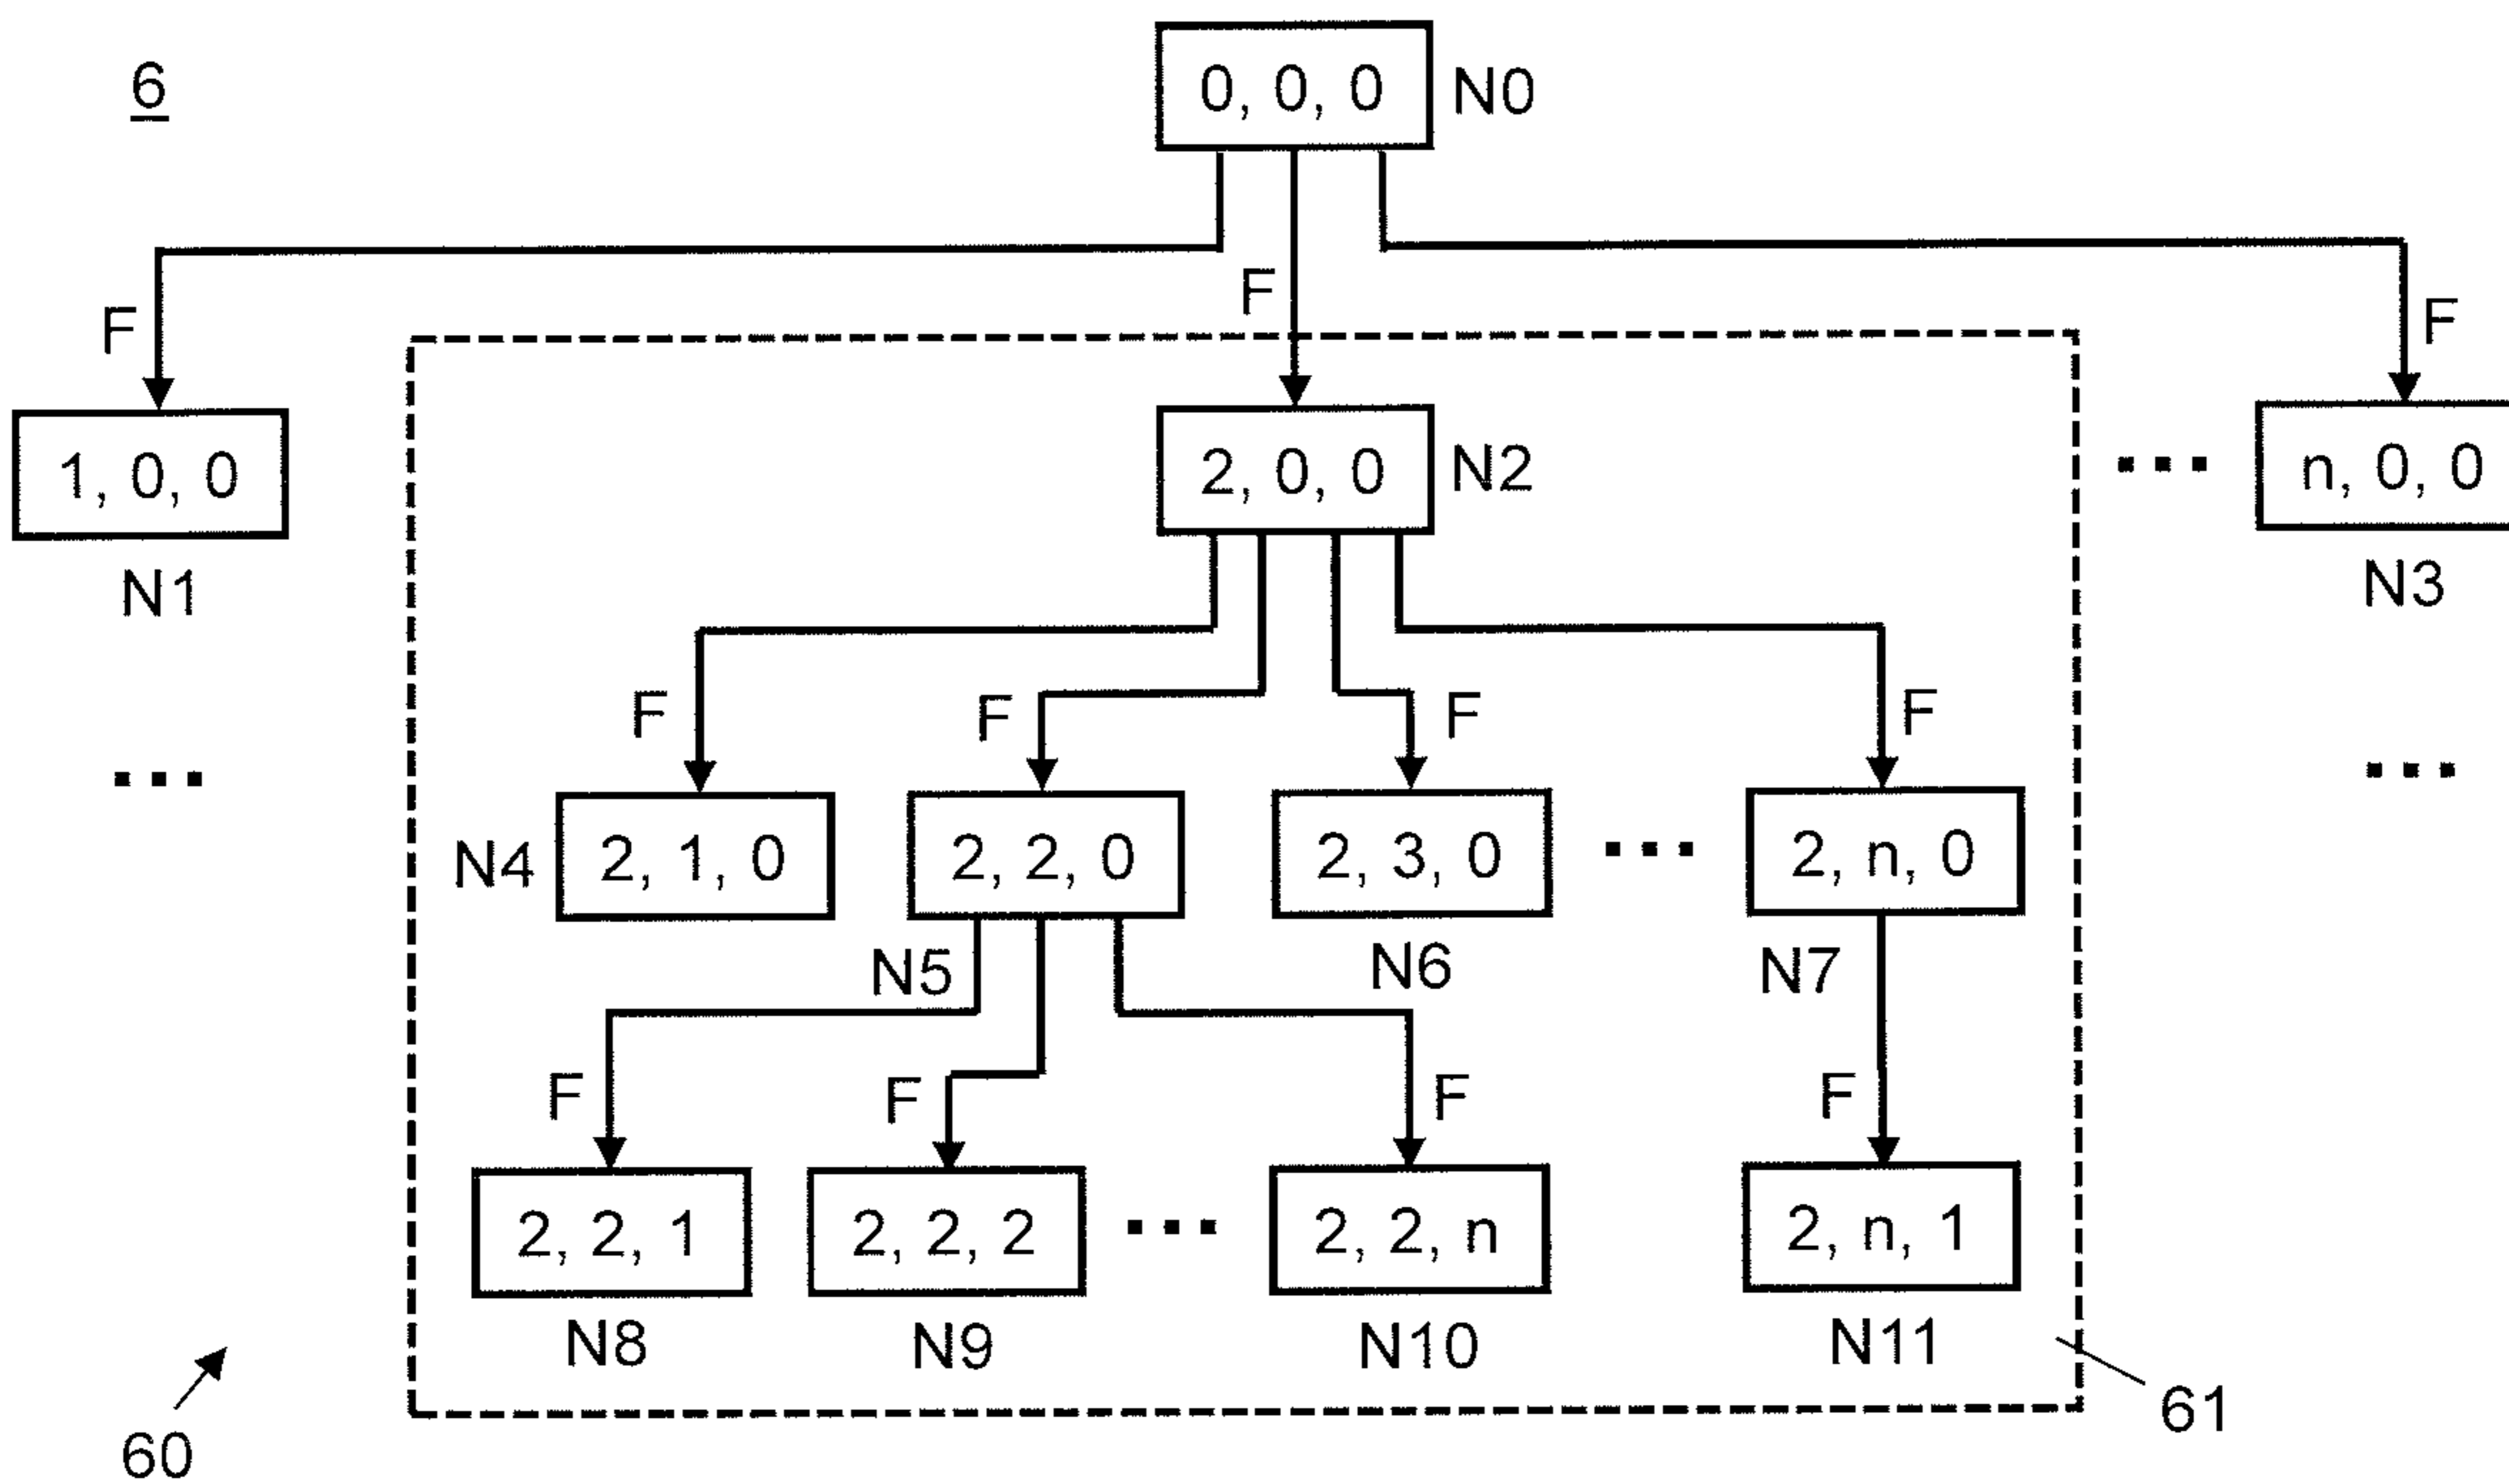 6
0, 0, 0 N0
F F F
1, 0, 0 2, 0, 0 N2 ... n, 0, 0
N1 N3
F F F F
... ...
N4 2, 1, 0 2, 2, 0 2, 3, 0 ... 2, n, 0
N5 N6 N7
F F F F
2, 2, 1 2, 2, 2 ... 2, 2, n 2, n, 1
N8 N9 N10 N11
60 61